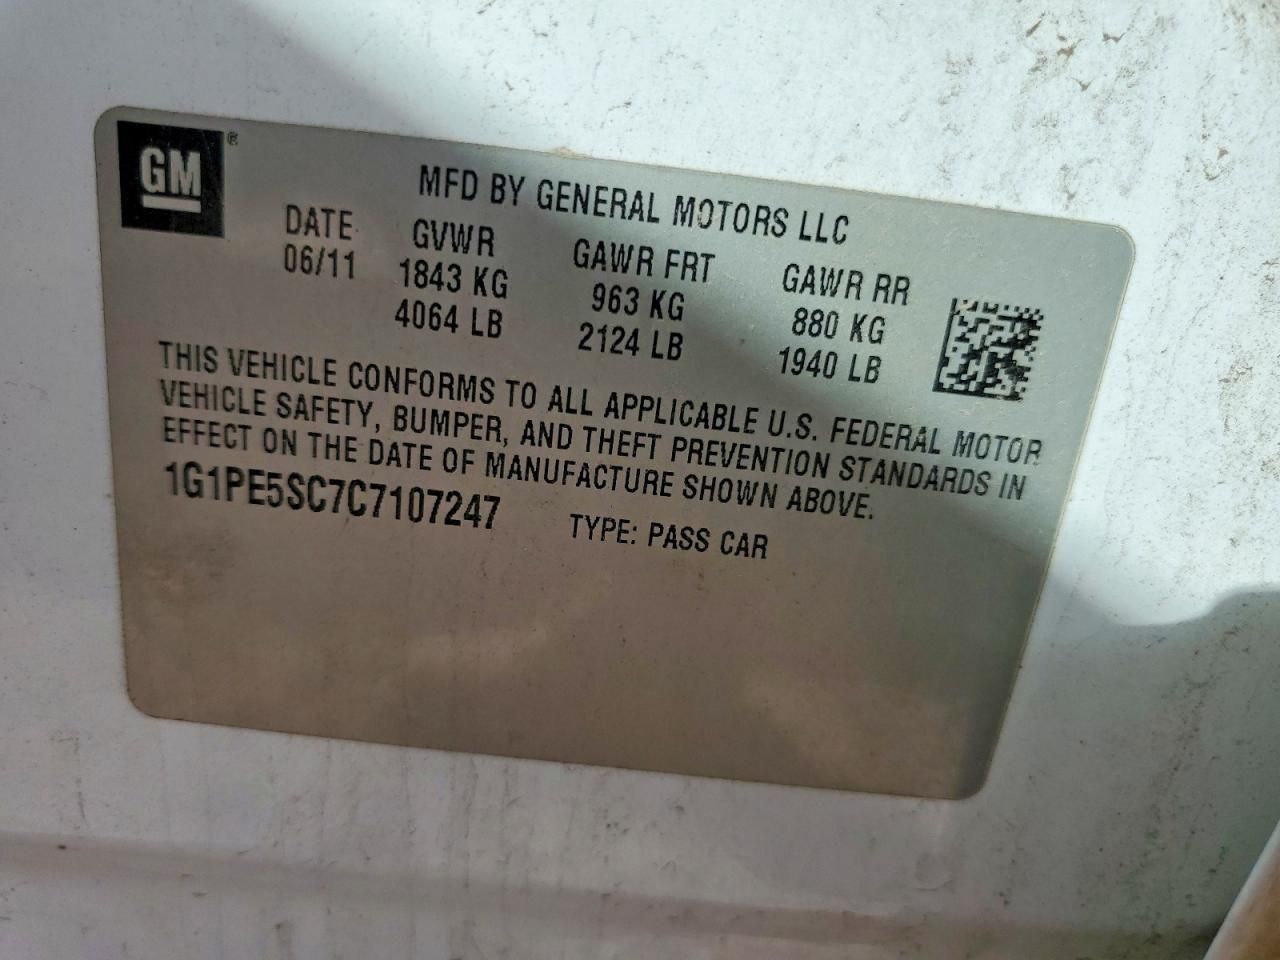 GM ®
MFD BY GENERAL MOTORS LLC
DATE GVWR GAWR FRT GAWR RR
06/11 1843 KG 963 KG 880 KG
4064 LB 2124 LB 1940 LB
THIS VEHICLE CONFORMS TO ALL APPLICABLE U.S. FEDERAL MOTOR
VEHICLE SAFETY, BUMPER, AND THEFT PREVENTION STANDARDS IN
EFFECT ON THE DATE OF MANUFACTURE SHOWN ABOVE.
1G1PE5SC7C7107247 TYPE: PASS CAR